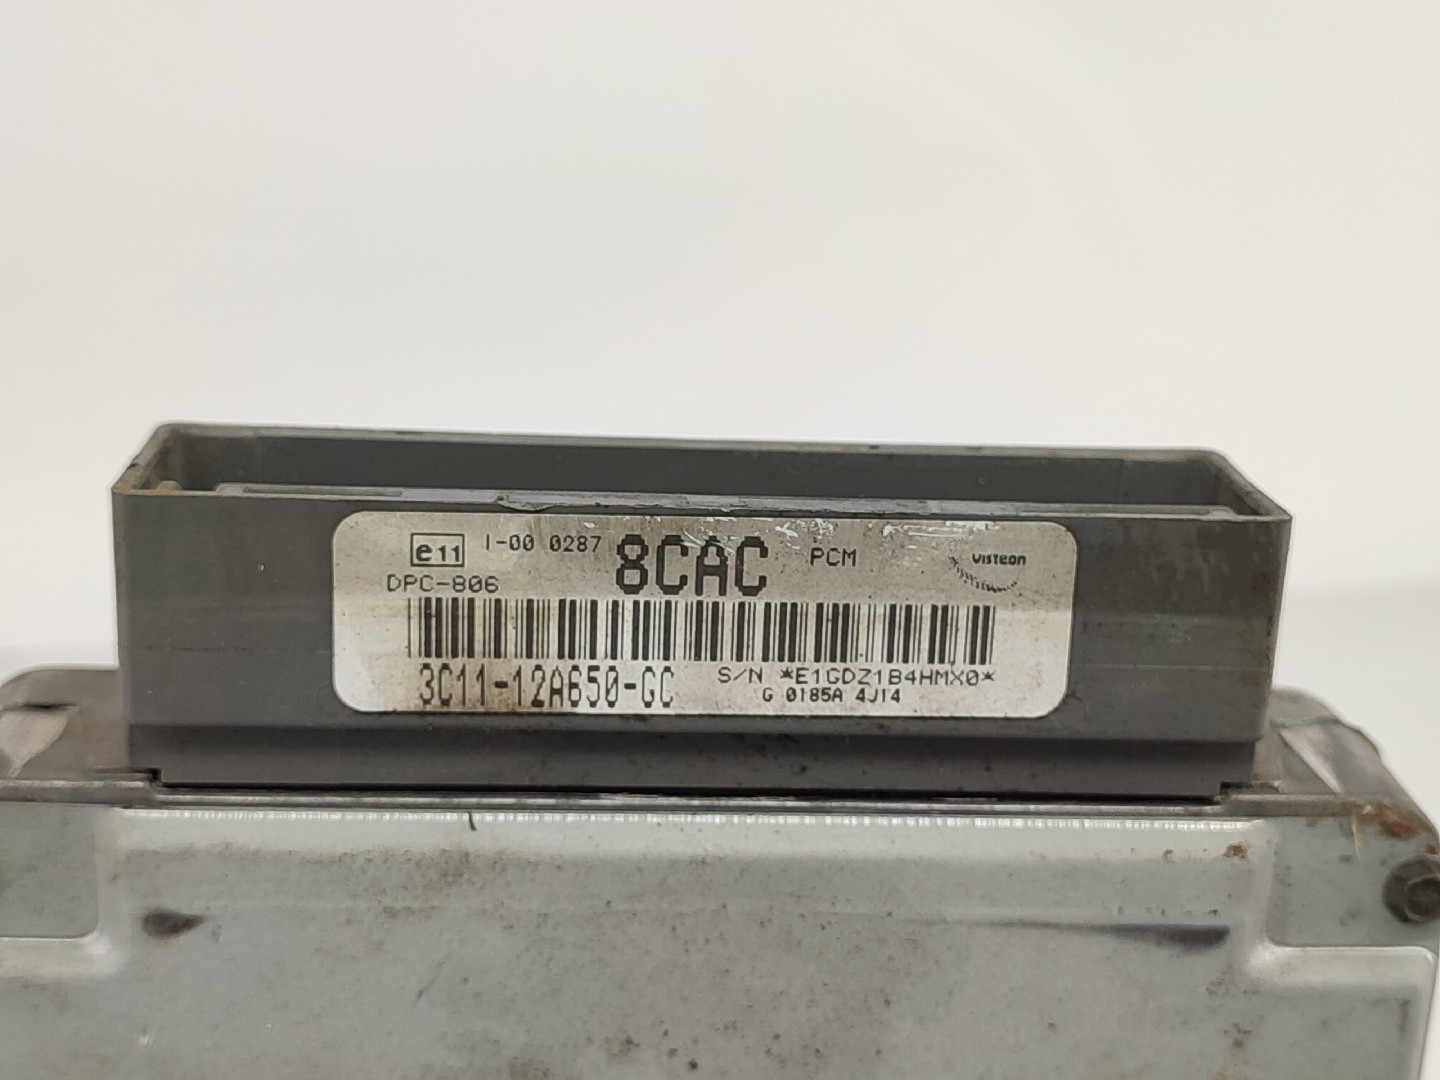 e11 1-00 0287 8CAC PCM Visteon
DPC-806
3C11-12A650-GC S/N *E1GDZ1B4HMX0*
G 0185A 4J14